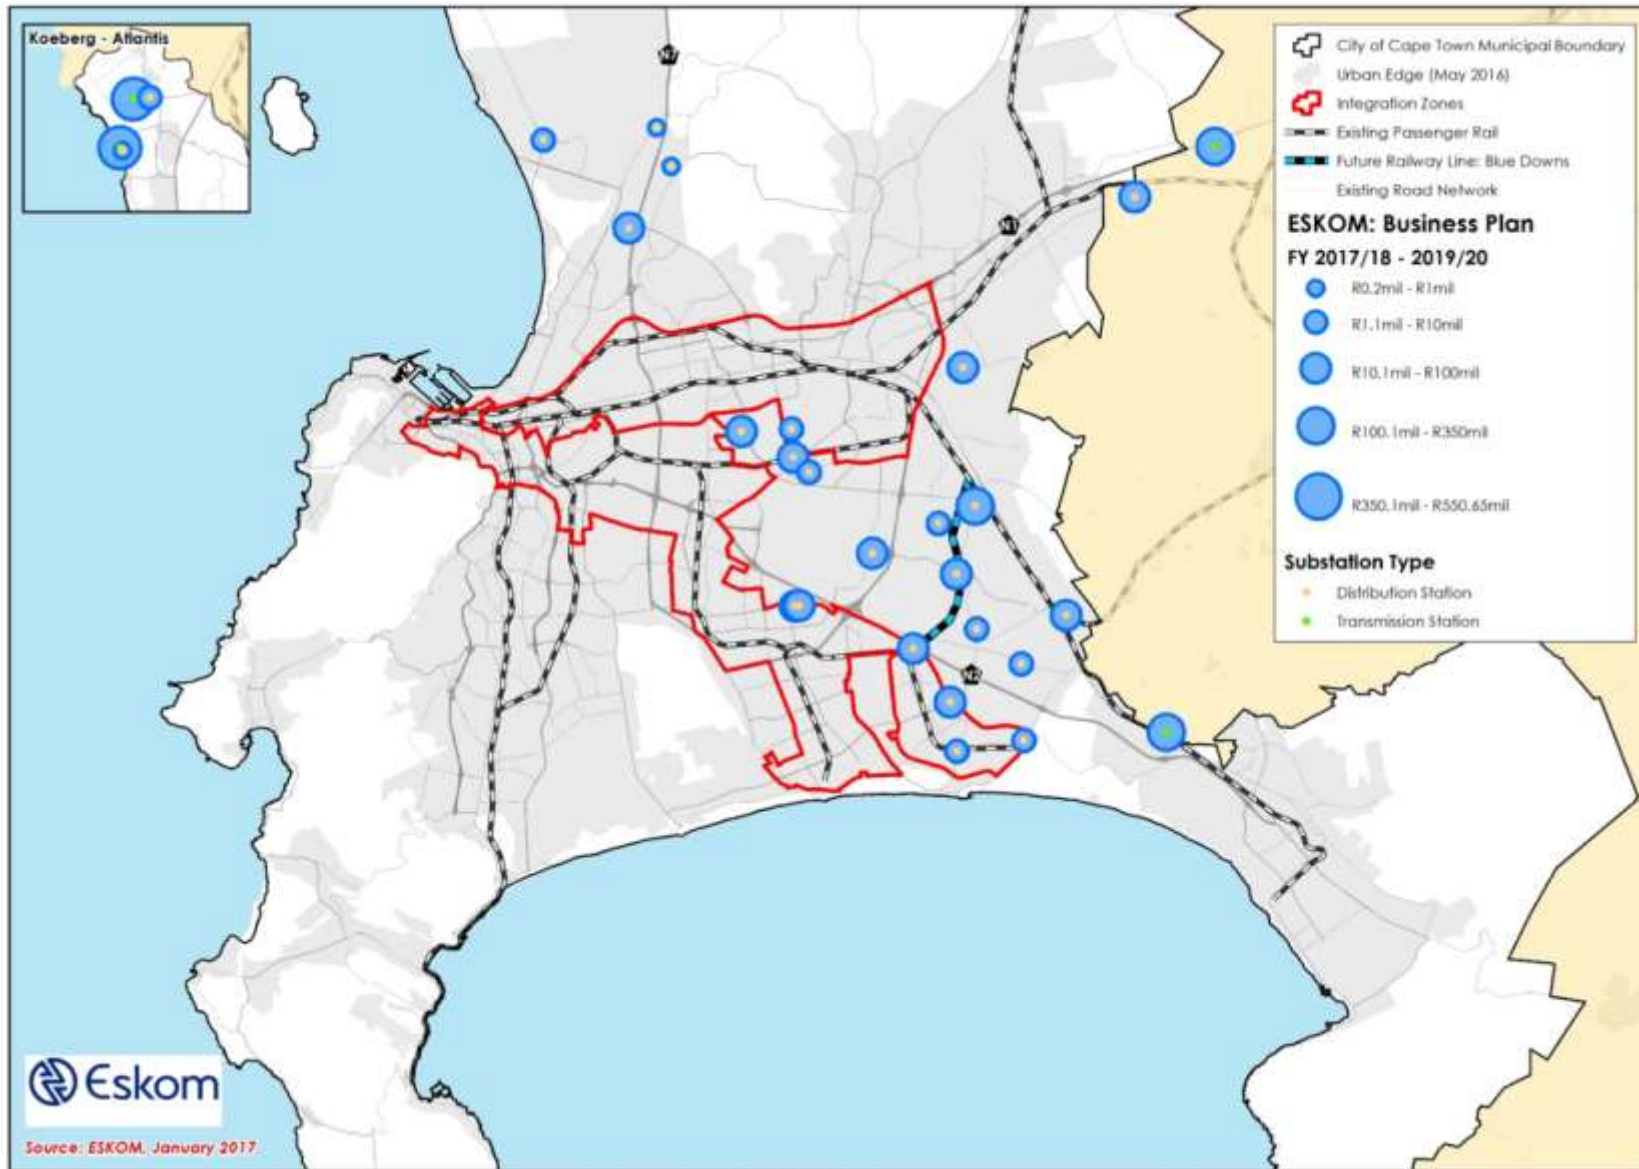 Koeberg - Atlantis
N7
N1
N2
City of Cape Town Municipal Boundary
Urban Edge (May 2016)
Integration Zones
Existing Passenger Rail
Future Railway Line: Blue Downs
Existing Road Network
ESKOM: Business Plan
FY 2017/18 - 2019/20
R0.2mil - R1mil
R1.1mil - R10mil
R10.1mil - R100mil
R100.1mil - R350mil
R350.1mil - R550.65mil
Substation Type
Distribution Station
Transmission Station
Eskom
Source: ESKOM, January 2017